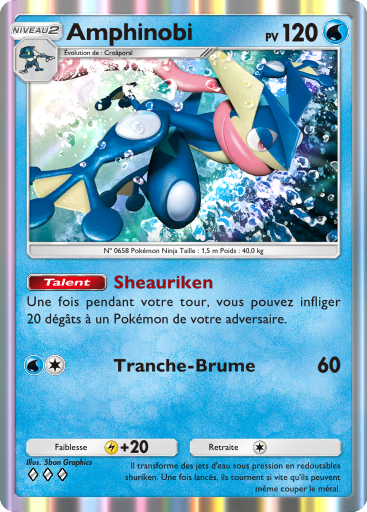 NIVEAU 2
Amphinobi
PV 120
Évolution de : Croâporal
N° 0658 Pokémon Ninja Taille : 1,5 m Poids : 40,0 kg
Talent Sheauriken
Une fois pendant votre tour, vous pouvez infliger
20 dégâts à un Pokémon de votre adversaire.
Tranche-Brume 60
Faiblesse +20 Retraite
Illus. 5ban Graphics
Il transforme des jets d'eau sous pression en redoutables
shuriken. Une fois lancés, ils tournent si vite qu'ils peuvent
même couper le métal.